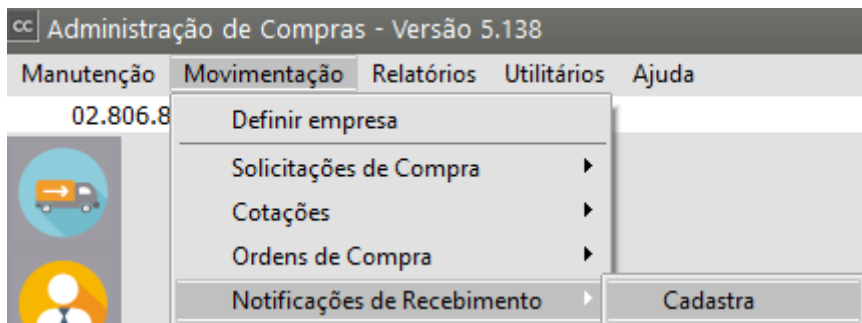 cc Administração de Compras - Versão 5.138
Manutenção Movimentação Relatórios Utilitários Ajuda
02.806.8
Definir empresa
Solicitações de Compra
Cotações
Ordens de Compra
Notificações de Recebimento Cadastra